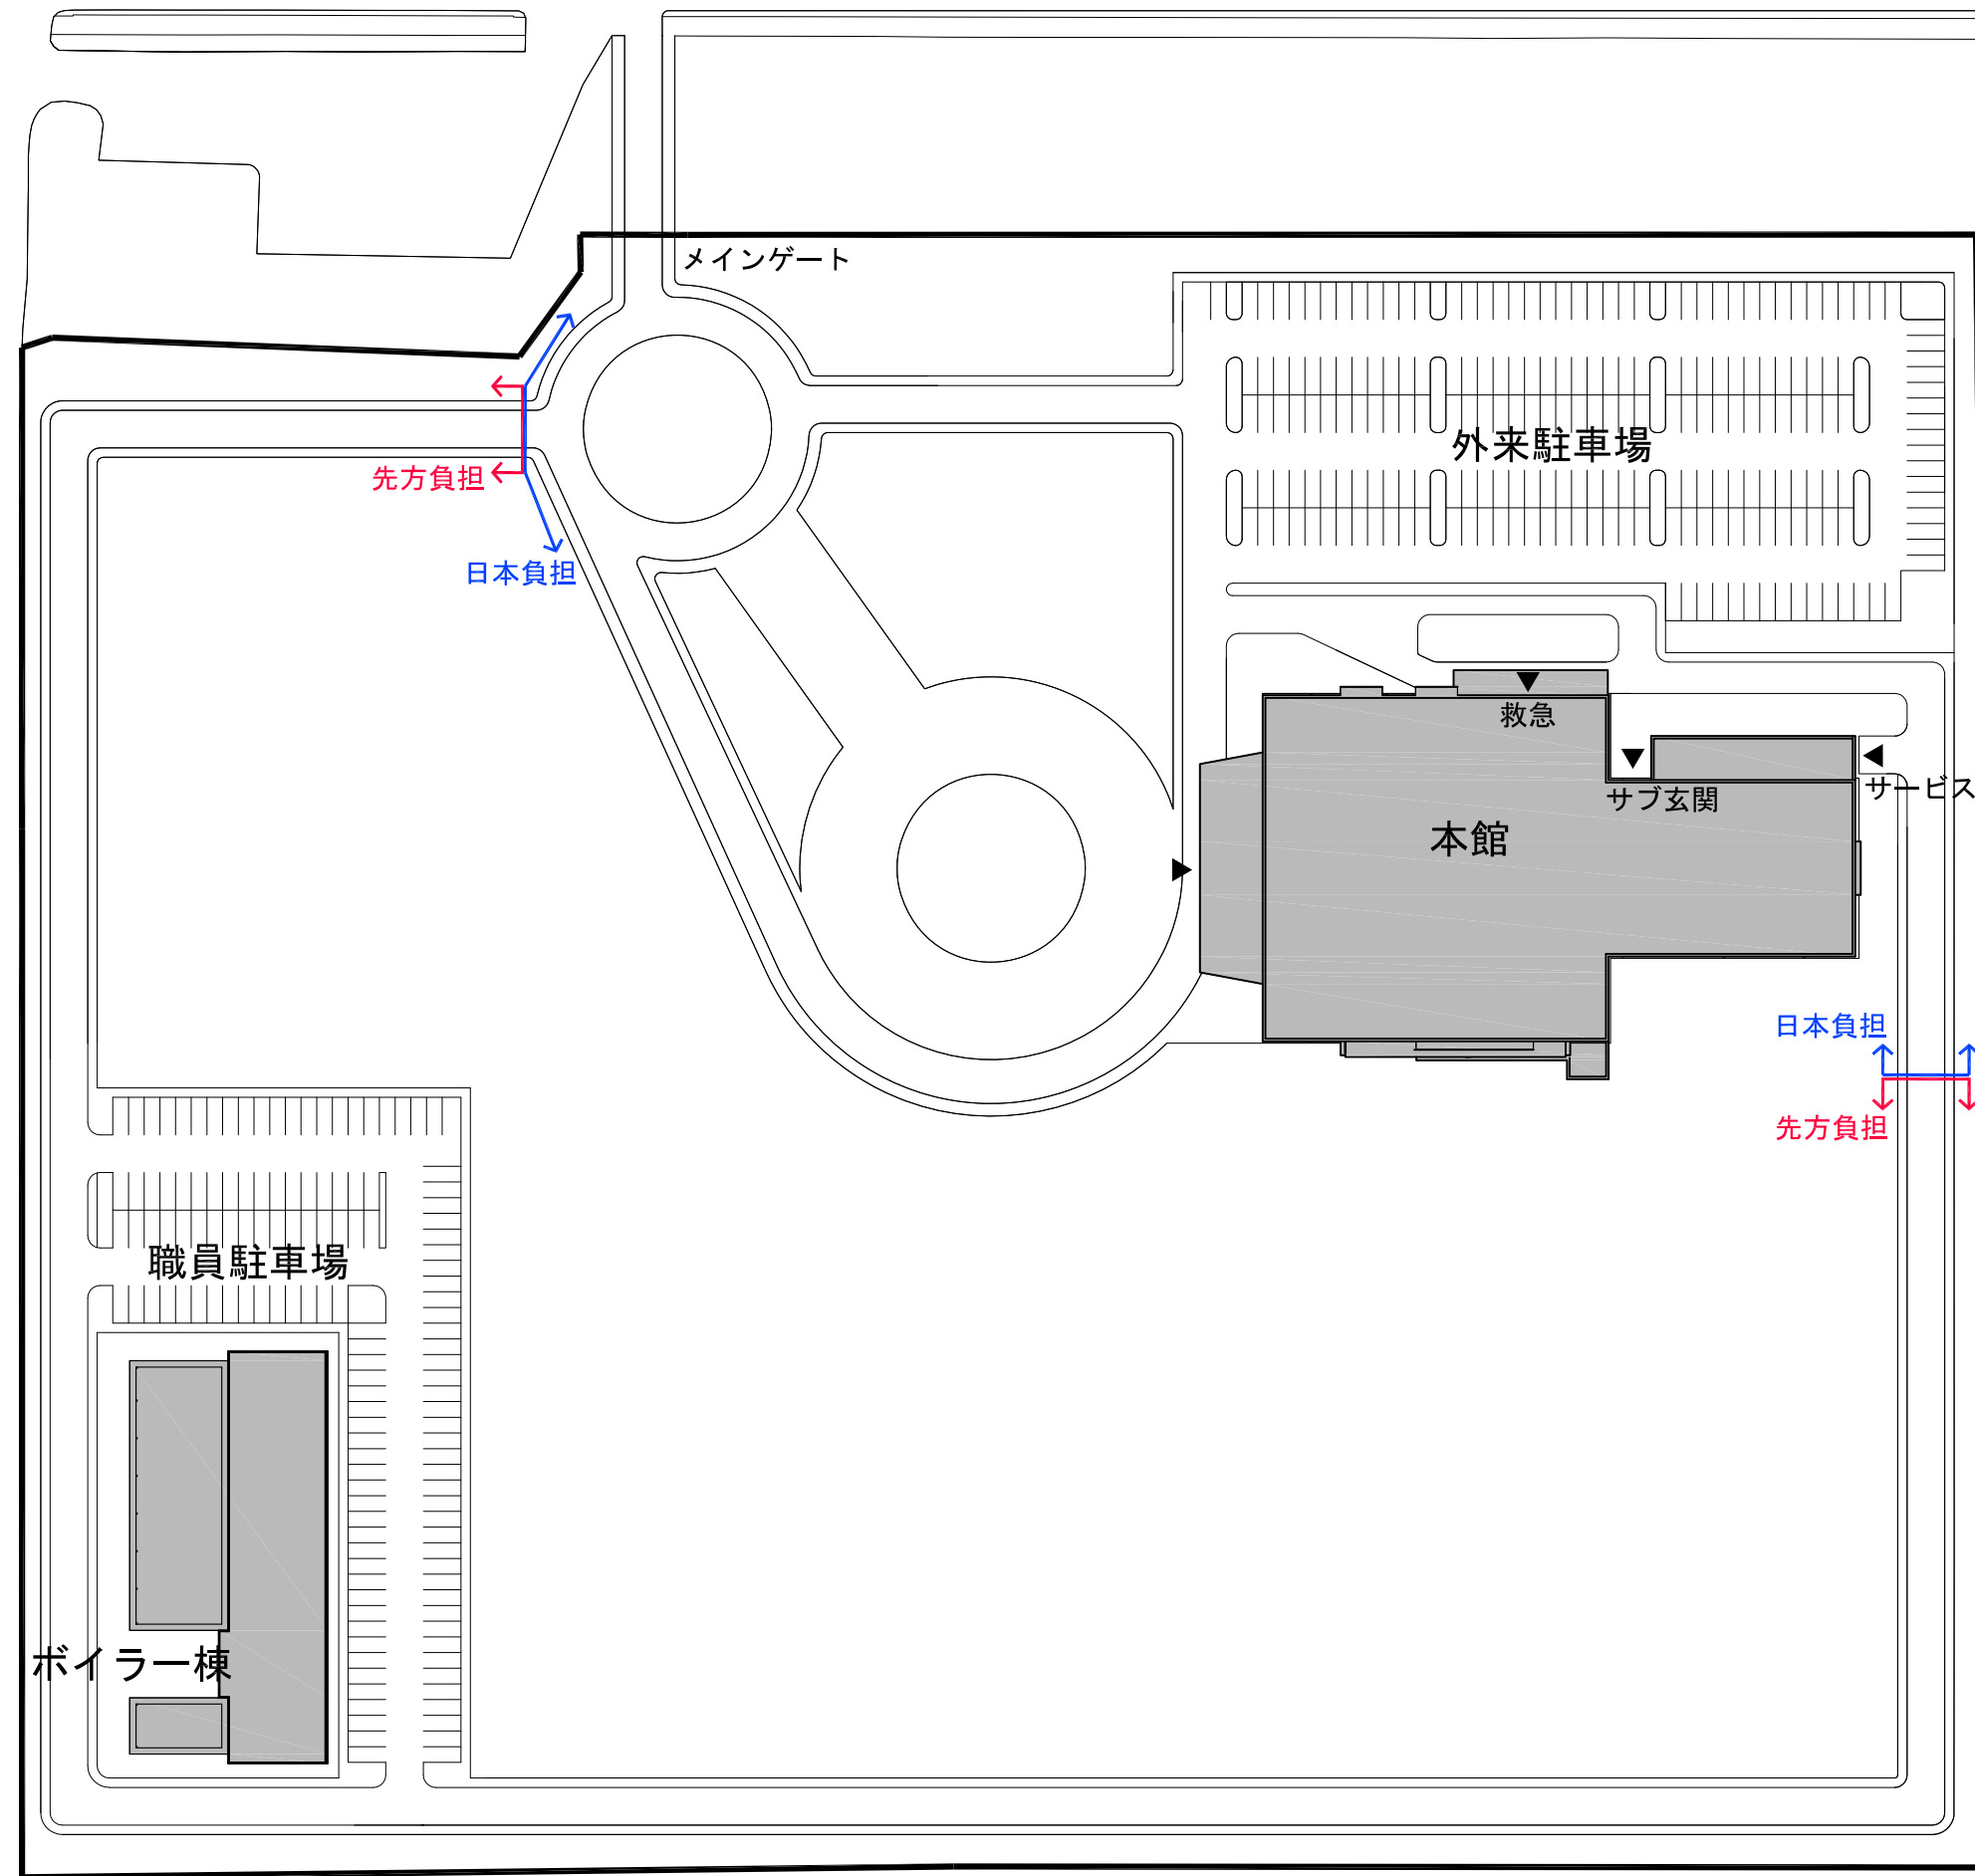 メインゲート
外来駐車場
先方負担
日本負担
救急
サブ玄関
サービス
本館
日本負担
先方負担
職員駐車場
ボイラー棟